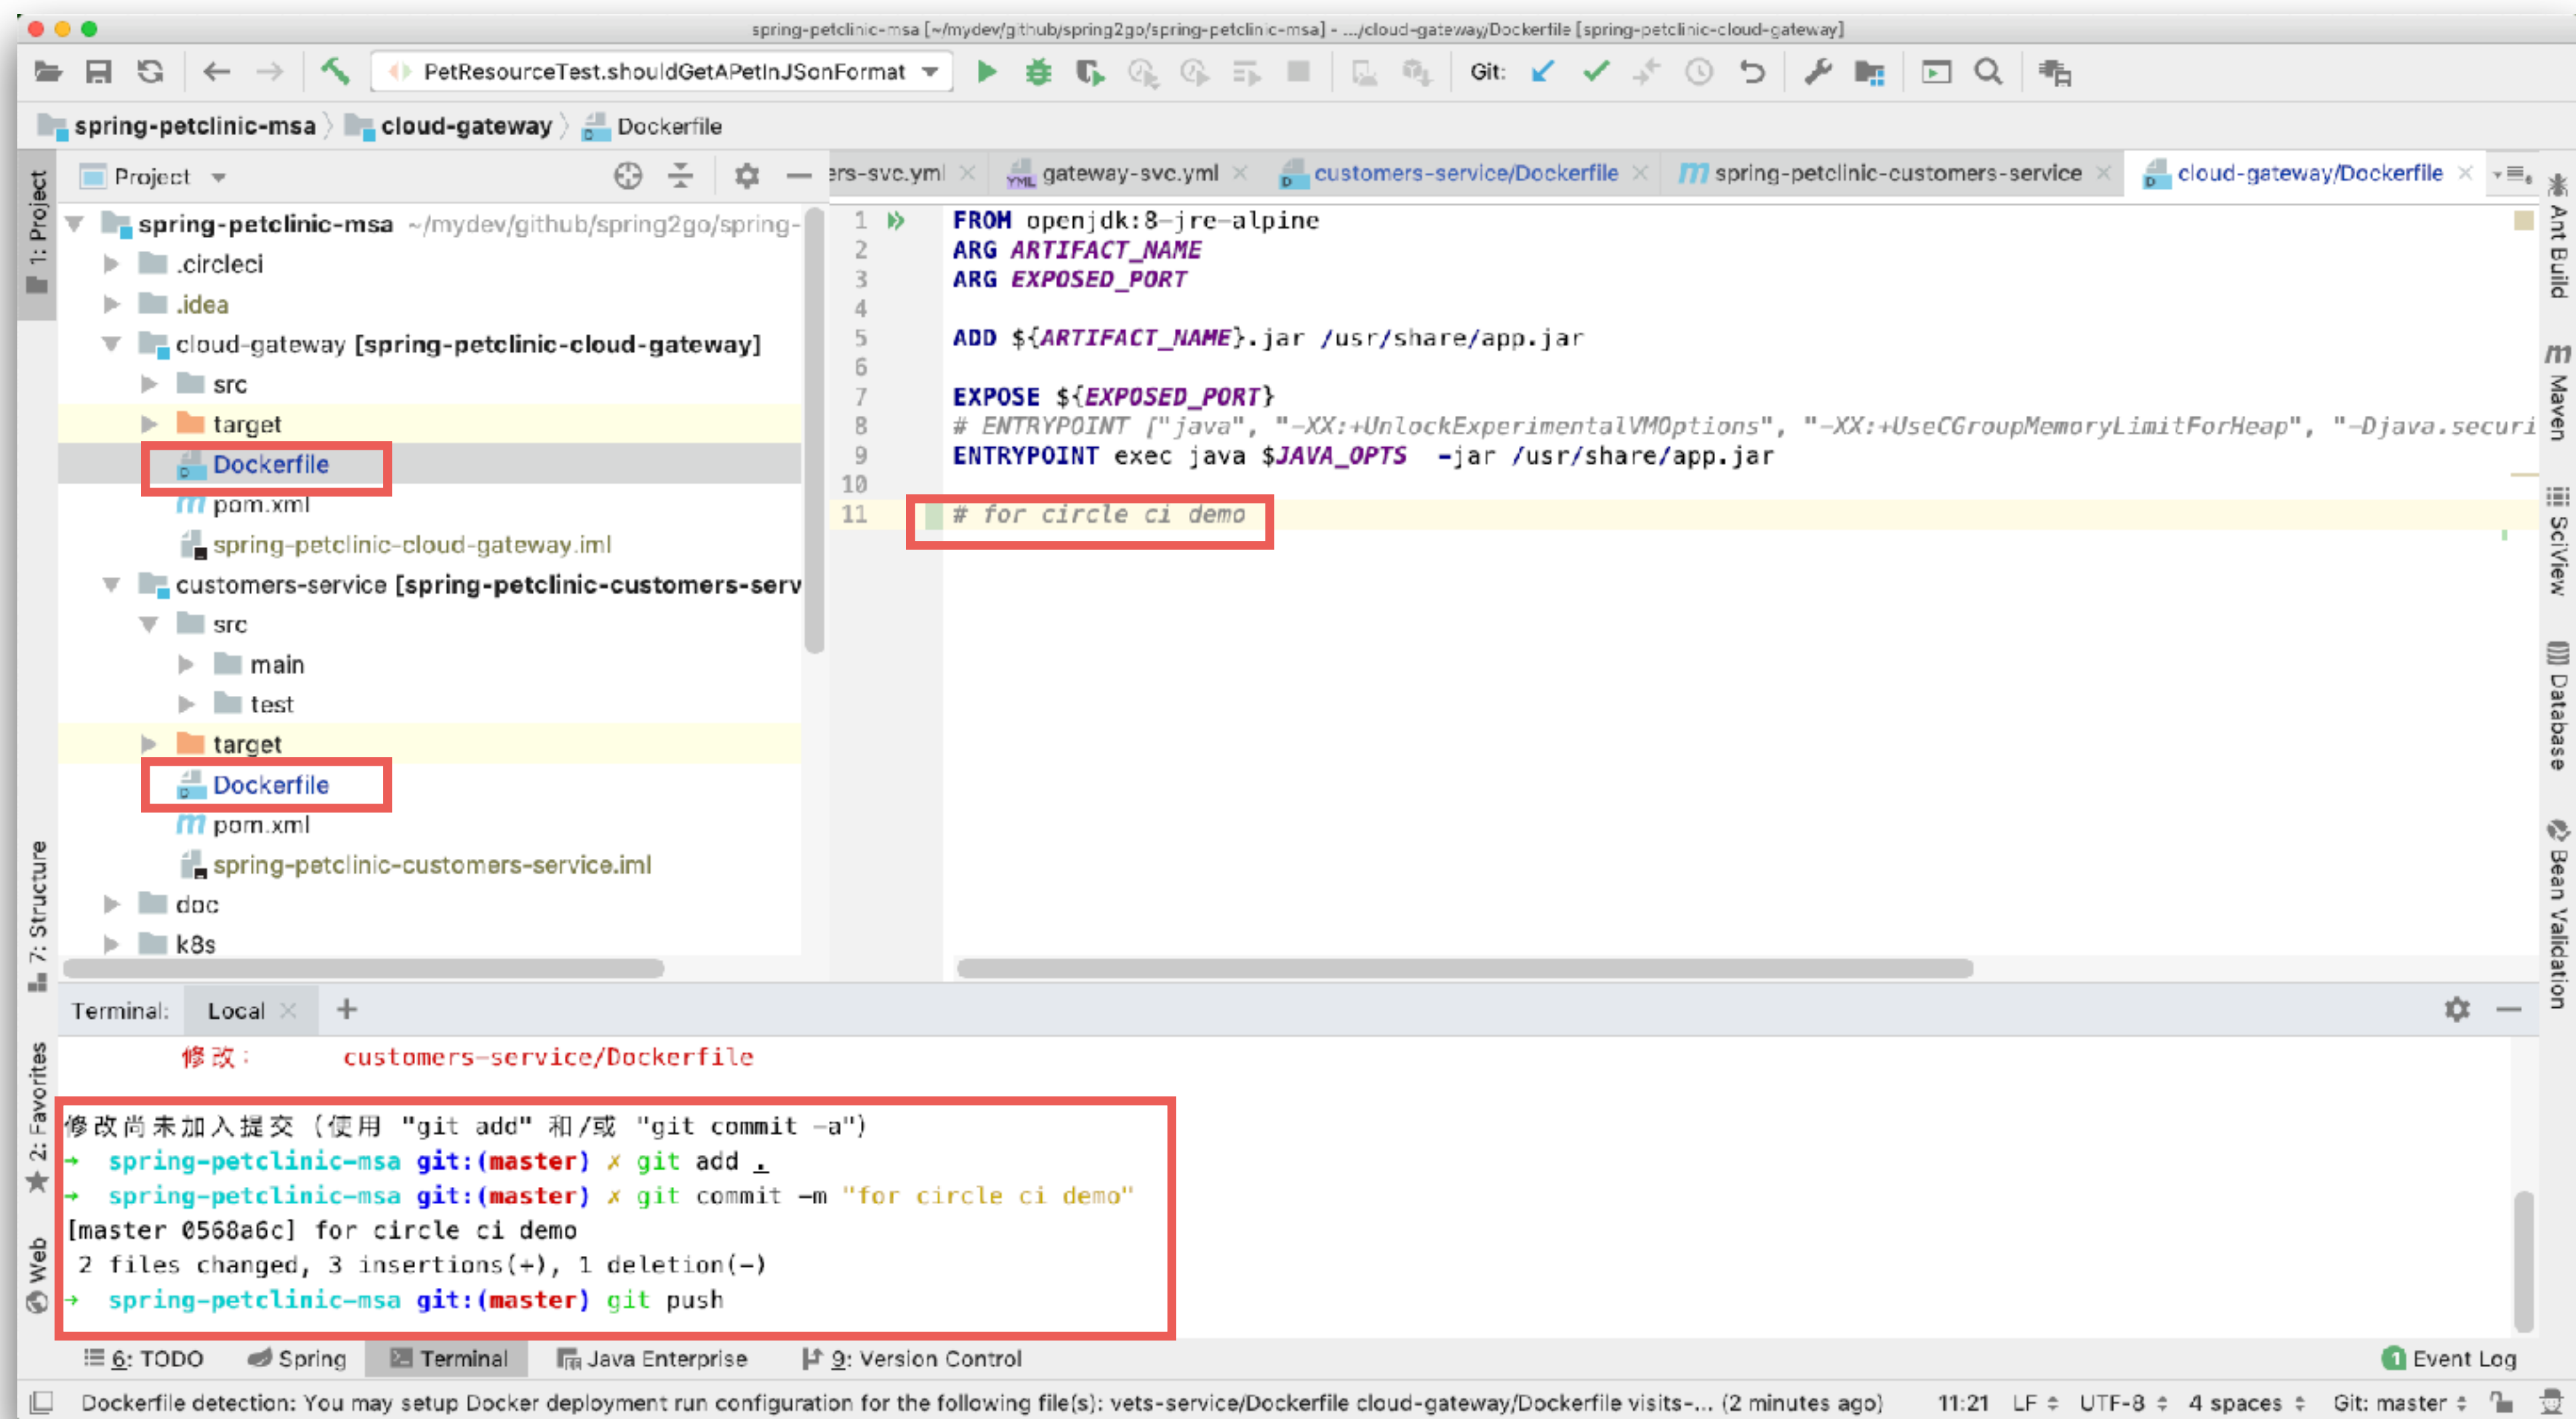 spring-petclinic-msa [~/mydev/github/spring2go/spring-petclinic-msa] - .../cloud-gateway/Dockerfile [spring-petclinic-cloud-gateway]
PetResourceTest.shouldGetAPetInJSonFormat
Git:
spring-petclinic-msa
cloud-gateway
Dockerfile
Project
ers-svc.yml
gateway-svc.yml
customers-service/Dockerfile
spring-petclinic-customers-service
cloud-gateway/Dockerfile
1: Project
7: Structure
2: Favorites
Web
spring-petclinic-msa ~/mydev/github/spring2go/spring-
.circleci
.idea
cloud-gateway [spring-petclinic-cloud-gateway]
src
target
Dockerfile
pom.xml
spring-petclinic-cloud-gateway.iml
customers-service [spring-petclinic-customers-serv
src
main
test
target
Dockerfile
pom.xml
spring-petclinic-customers-service.iml
doc
k8s
1 FROM openjdk:8-jre-alpine
2 ARG ARTIFACT_NAME
3 ARG EXPOSED_PORT
4
5 ADD ${ARTIFACT_NAME}.jar /usr/share/app.jar
6
7 EXPOSE ${EXPOSED_PORT}
8 # ENTRYPOINT ["java", "-XX:+UnlockExperimentalVMOptions", "-XX:+UseCGroupMemoryLimitForHeap", "-Djava.securi
9 ENTRYPOINT exec java $JAVA_OPTS  -jar /usr/share/app.jar
10
11 # for circle ci demo
Ant Build
Maven
SciView
Database
Bean Validation
Terminal: Local
修改： customers-service/Dockerfile
修改尚未加入提交（使用 "git add" 和/或 "git commit -a"）
→ spring-petclinic-msa git:(master) ✗ git add .
→ spring-petclinic-msa git:(master) ✗ git commit -m "for circle ci demo"
[master 0568a6c] for circle ci demo
2 files changed, 3 insertions(+), 1 deletion(-)
→ spring-petclinic-msa git:(master) git push
6: TODO
Spring
Terminal
Java Enterprise
9: Version Control
1 Event Log
Dockerfile detection: You may setup Docker deployment run configuration for the following file(s): vets-service/Dockerfile cloud-gateway/Dockerfile visits-... (2 minutes ago)
11:21 LF UTF-8 4 spaces Git: master